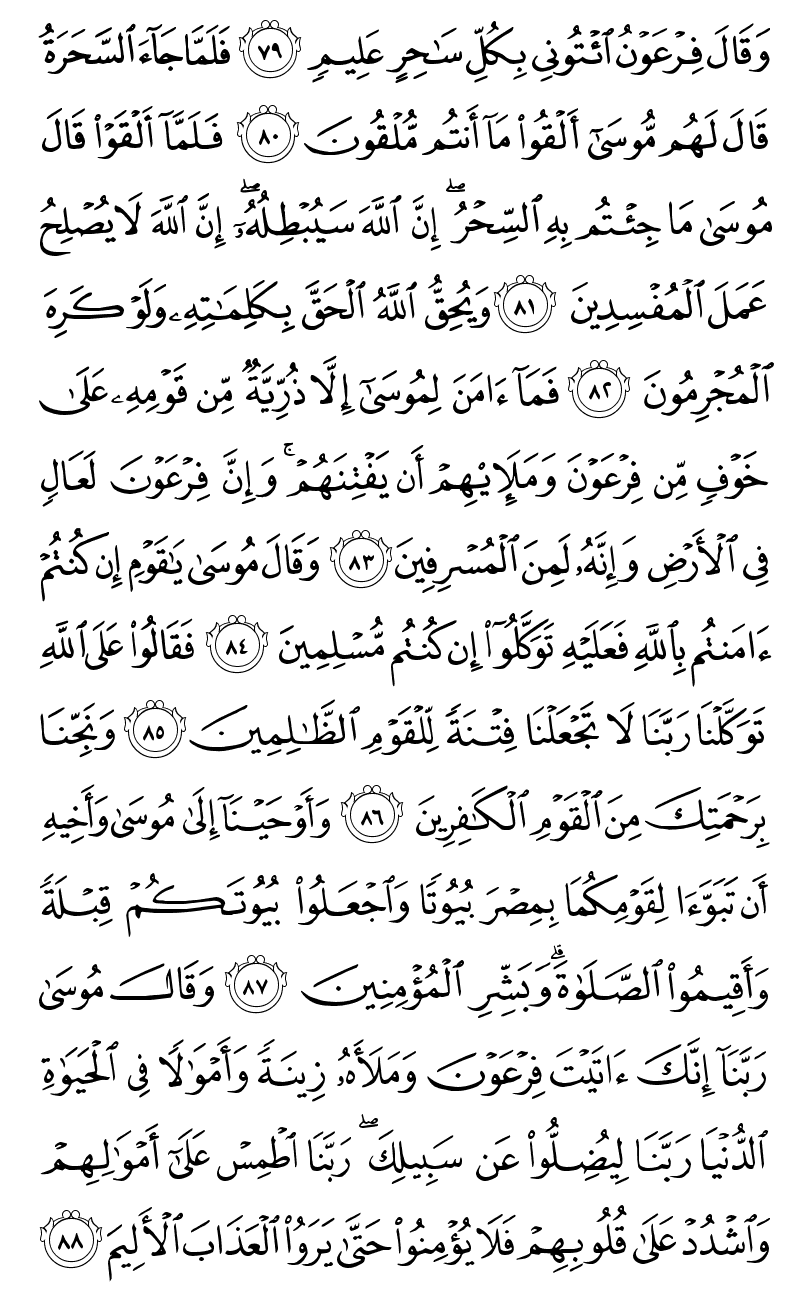 وَقَالَ فِرْعَوْنُ ٱئْتُونِى بِكُلِّ سَـٰحِرٍ عَلِيمٍ ٧٩ فَلَمَّا جَآءَ ٱلسَّحَرَةُ
قَالَ لَهُم مُّوسَىٰٓ أَلْقُوا۟ مَآ أَنتُم مُّلْقُونَ ٨٠ فَلَمَّآ أَلْقَوْا۟ قَالَ
مُوسَىٰ مَا جِئْتُم بِهِ ٱلسِّحْرُ ۖ إِنَّ ٱللَّهَ سَيُبْطِلُهُۥٓ ۖ إِنَّ ٱللَّهَ لَا يُصْلِحُ
عَمَلَ ٱلْمُفْسِدِينَ ٨١ وَيُحِقُّ ٱللَّهُ ٱلْحَقَّ بِكَلِمَـٰتِهِۦ وَلَوْ كَرِهَ
ٱلْمُجْرِمُونَ ٨٢ فَمَآ ءَامَنَ لِمُوسَىٰٓ إِلَّا ذُرِّيَّةٌ مِّن قَوْمِهِۦ عَلَىٰ
خَوْفٍ مِّن فِرْعَوْنَ وَمَلَإِي۟هِمْ أَن يَفْتِنَهُمْ ۚ وَإِنَّ فِرْعَوْنَ لَعَالٍ
فِى ٱلْأَرْضِ وَإِنَّهُۥ لَمِنَ ٱلْمُسْرِفِينَ ٨٣ وَقَالَ مُوسَىٰ يَـٰقَوْمِ إِن كُنتُمْ
ءَامَنتُم بِٱللَّهِ فَعَلَيْهِ تَوَكَّلُوٓا۟ إِن كُنتُم مُّسْلِمِينَ ٨٤ فَقَالُوا۟ عَلَى ٱللَّهِ
تَوَكَّلْنَا رَبَّنَا لَا تَجْعَلْنَا فِتْنَةً لِّلْقَوْمِ ٱلظَّـٰلِمِينَ ٨٥ وَنَجِّنَا
بِرَحْمَتِكَ مِنَ ٱلْقَوْمِ ٱلْكَـٰفِرِينَ ٨٦ وَأَوْحَيْنَآ إِلَىٰ مُوسَىٰ وَأَخِيهِ
أَن تَبَوَّءَا لِقَوْمِكُمَا بِمِصْرَ بُيُوتًا وَٱجْعَلُوا۟ بُيُوتَكُمْ قِبْلَةً
وَأَقِيمُوا۟ ٱلصَّلَوٰةَ ۗ وَبَشِّرِ ٱلْمُؤْمِنِينَ ٨٧ وَقَالَ مُوسَىٰ
رَبَّنَآ إِنَّكَ ءَاتَيْتَ فِرْعَوْنَ وَمَلَأَهُۥ زِينَةً وَأَمْوَٰلًا فِى ٱلْحَيَوٰةِ
ٱلدُّنْيَا رَبَّنَا لِيُضِلُّوا۟ عَن سَبِيلِكَ ۖ رَبَّنَا ٱطْمِسْ عَلَىٰٓ أَمْوَٰلِهِمْ
وَٱشْدُدْ عَلَىٰ قُلُوبِهِمْ فَلَا يُؤْمِنُوا۟ حَتَّىٰ يَرَوُا۟ ٱلْعَذَابَ ٱلْأَلِيمَ ٨٨